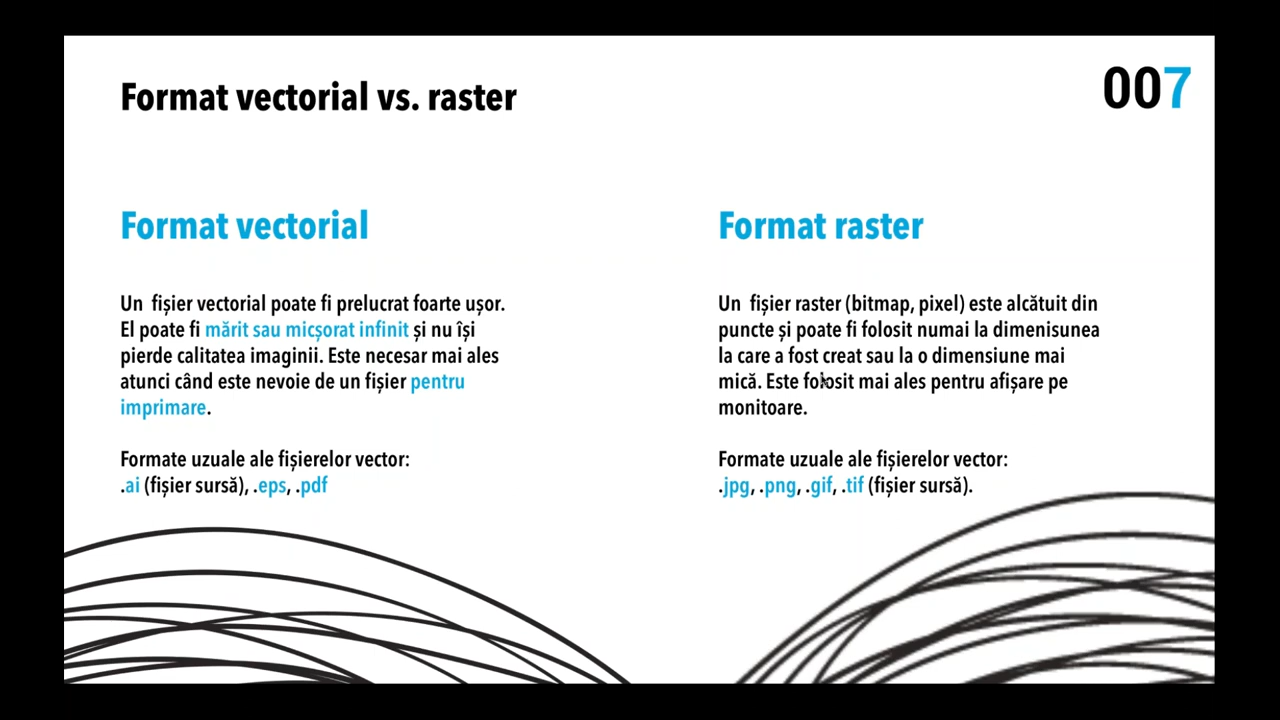 Format vectorial vs. raster
007
Format vectorial
Un fișier vectorial poate fi prelucrat foarte ușor.
El poate fi mărit sau micșorat infinit și nu își
pierde calitatea imaginii. Este necesar mai ales
atunci când este nevoie de un fișier pentru
imprimare.
Formate uzuale ale fișierelor vector:
.ai (fișier sursă), .eps, .pdf
Format raster
Un fișier raster (bitmap, pixel) este alcătuit din
puncte și poate fi folosit numai la dimenisunea
la care a fost creat sau la o dimensiune mai
mică. Este folosit mai ales pentru afișare pe
monitoare.
Formate uzuale ale fișierelor vector:
.jpg, .png, .gif, .tif (fișier sursă).